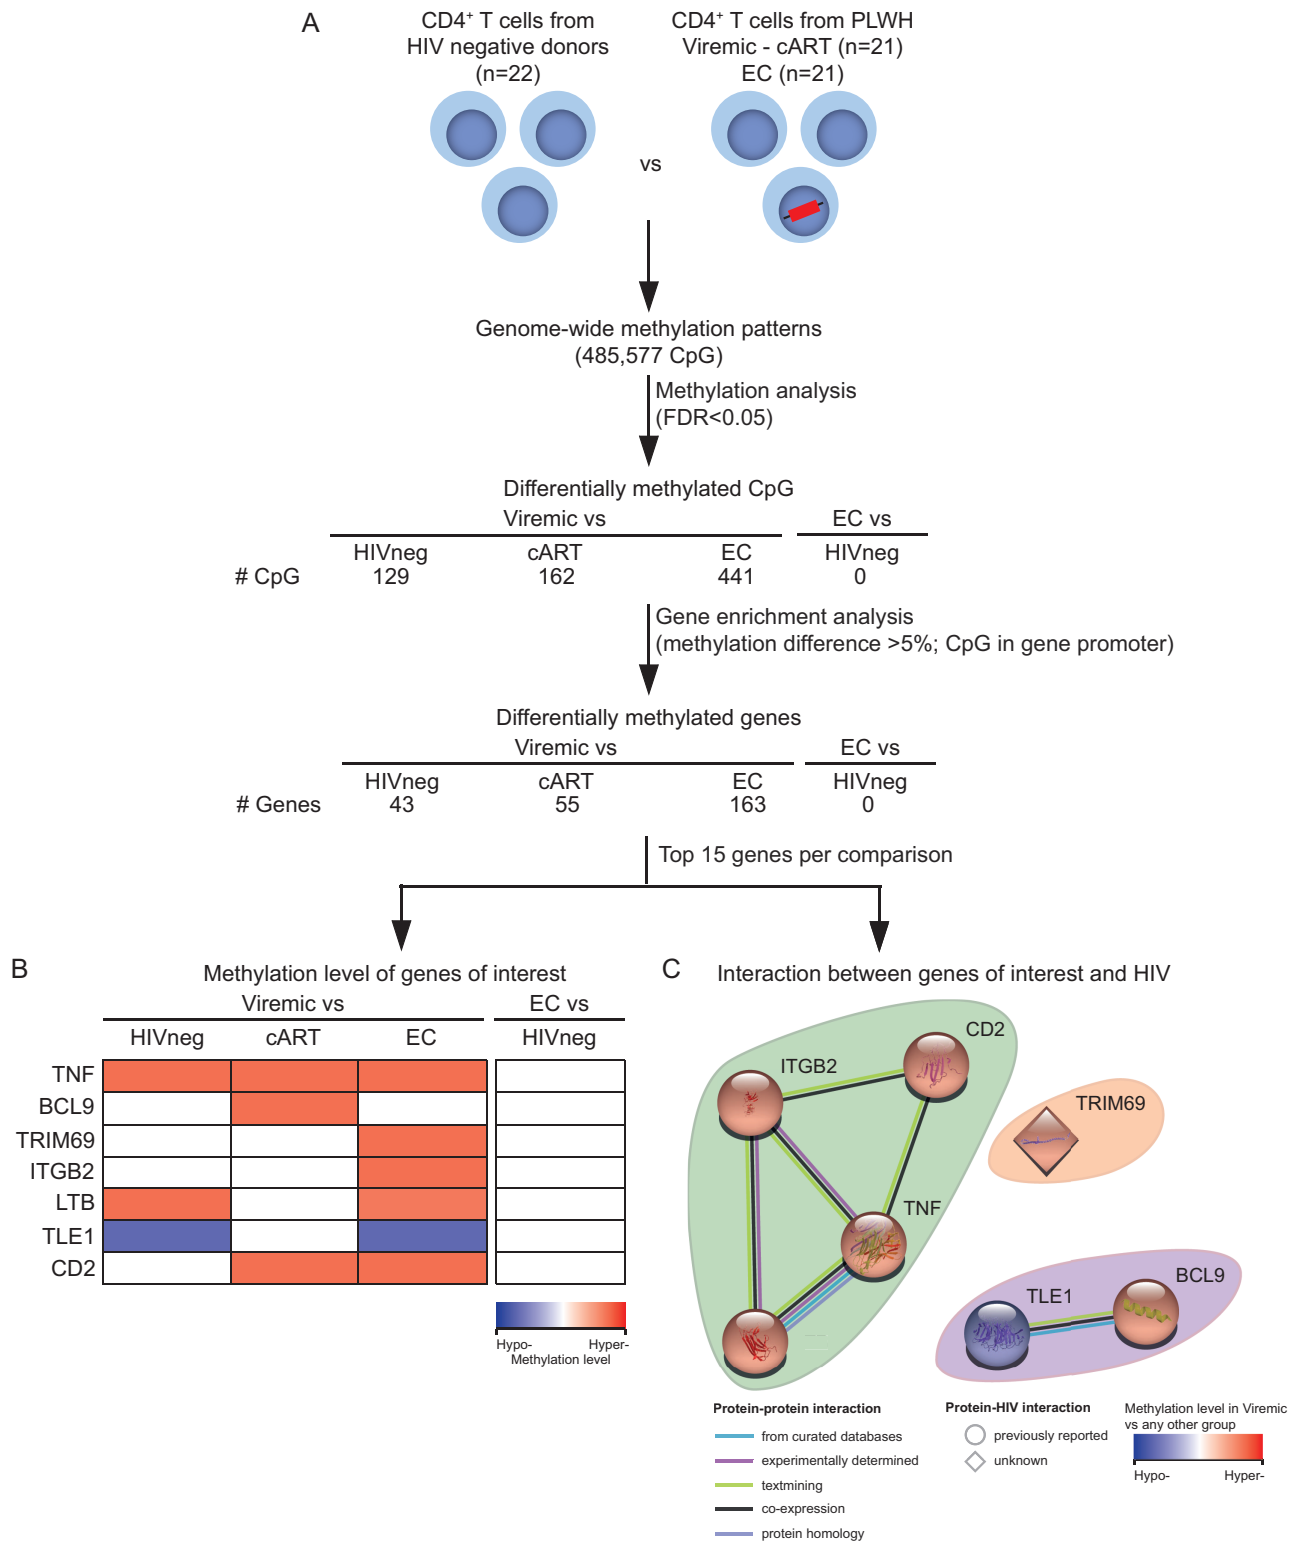 A
CD4+ T cells from
HIV negative donors
(n=22)
CD4+ T cells from PLWH
Viremic - cART (n=21)
EC (n=21)
vs
Genome-wide methylation patterns
(485,577 CpG)
Methylation analysis
(FDR<0.05)
Differentially methylated CpG
Viremic vs EC vs
HIVneg cART EC HIVneg
# CpG 129 162 441 0
Gene enrichment analysis
(methylation difference >5%; CpG in gene promoter)
Differentially methylated genes
Viremic vs EC vs
HIVneg cART EC HIVneg
# Genes 43 55 163 0
Top 15 genes per comparison
B
Methylation level of genes of interest
Viremic vs EC vs
HIVneg cART EC HIVneg
TNF
BCL9
TRIM69
ITGB2
LTB
TLE1
CD2
Hypo- Hyper-
Methylation level
C
Interaction between genes of interest and HIV
CD2
ITGB2
TRIM69
TNF
TLE1
BCL9
Protein-protein interaction
from curated databases
experimentally determined
textmining
co-expression
protein homology
Protein-HIV interaction
previously reported
unknown
Methylation level in Viremic
vs any other group
Hypo- Hyper-